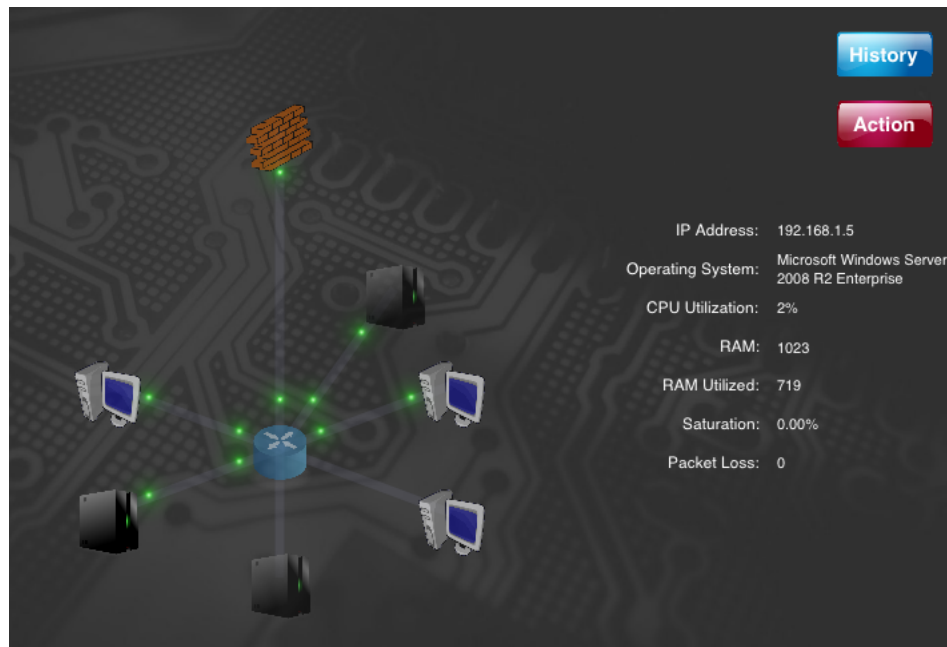 History
Action
IP Address: 192.168.1.5
Operating System: Microsoft Windows Server
2008 R2 Enterprise
CPU Utilization: 2%
RAM: 1023
RAM Utilized: 719
Saturation: 0.00%
Packet Loss: 0